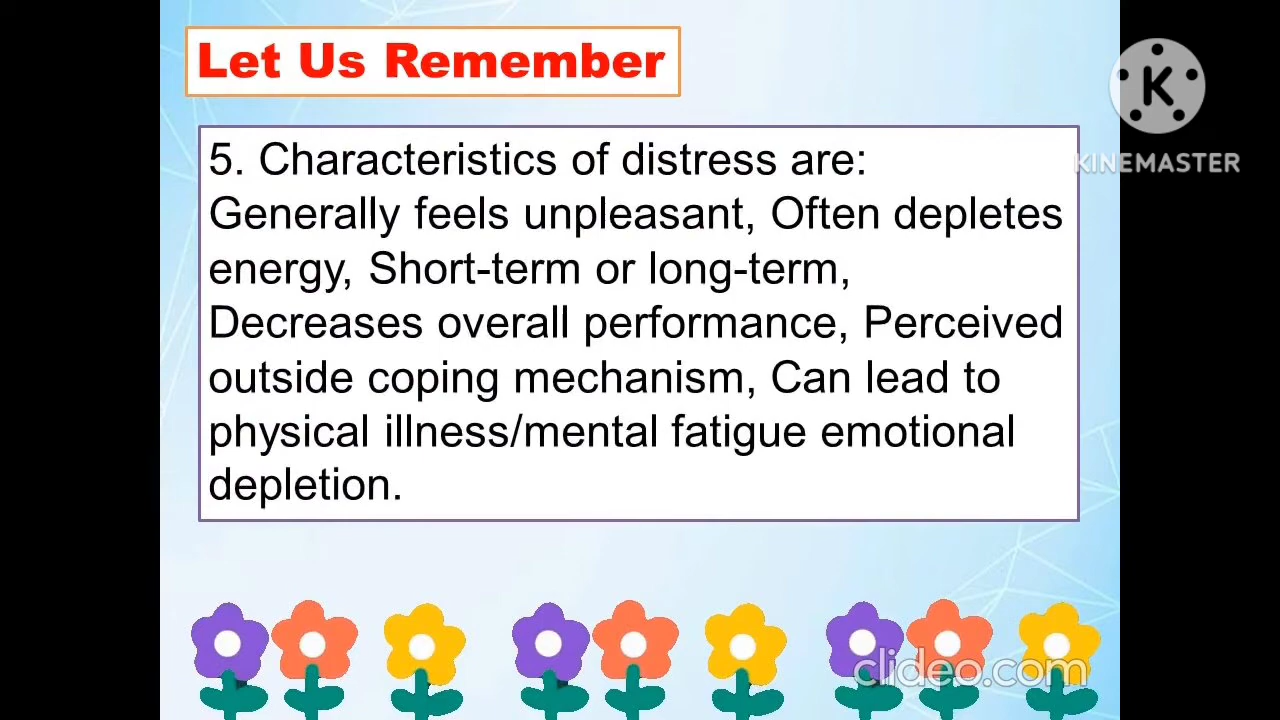 Let Us Remember
K
KINEMASTER
5. Characteristics of distress are:
Generally feels unpleasant, Often depletes
energy, Short-term or long-term,
Decreases overall performance, Perceived
outside coping mechanism, Can lead to
physical illness/mental fatigue emotional
depletion.
clideo.com